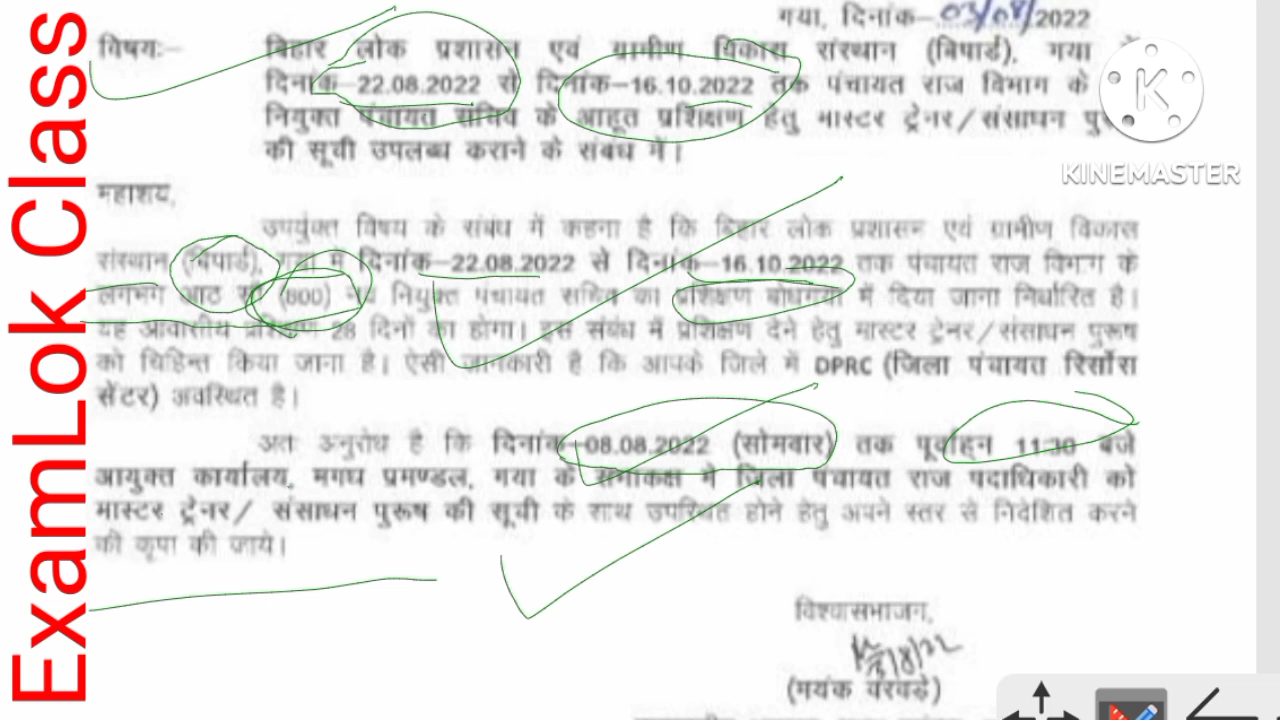 ExamLok Class
गया, दिनांक–03/08/2022
विषयः– बिहार लोक प्रशासन एवं ग्रामीण विकास संस्थान (बिपार्ड), गया
दिनांक–22.08.2022 से दिनांक–16.10.2022 तक पंचायत राज विभाग के
नियुक्त पंचायत सचिव के आहूत प्रशिक्षण हेतु मास्टर ट्रेनर/संसाधन
की सूची उपलब्ध कराने के संबंध में।
KINEMASTER
महाशय,
उपर्युक्त विषय के संबंध में कहना है कि बिहार लोक प्रशासन एवं ग्रामीण विकास
संस्थान (बिपार्ड), गया में दिनांक–22.08.2022 से दिनांक–16.10.2022 तक पंचायत राज विभाग के
लगभग आठ सौ (800) नव नियुक्त पंचायत सचिव का प्रशिक्षण बोधगया में दिया जाना निर्धारित है।
यह आवासीय प्रशिक्षण 28 दिनों का होगा। इस संबंध में प्रशिक्षण देने हेतु मास्टर ट्रेनर/संसाधन पुरूष
को चिह्नित किया जाना है। ऐसी जानकारी है कि आपके जिले में DPRC (जिला पंचायत रिर्सोस
सेंटर) अवस्थित है।
अतः अनुरोध है कि दिनांक–08.08.2022 (सोमवार) तक पूर्वाहन 11:30 बजे
आयुक्त कार्यालय, मगध प्रमण्डल, गया के सभाकक्ष में जिला पंचायत राज पदाधिकारी को
मास्टर ट्रेनर/ संसाधन पुरूष की सूची के साथ उपस्थित होने हेतु अपने स्तर से निदेशित करने
की कृपा की जाये।
विश्वासभाजन,
(मयंक वरवडे)